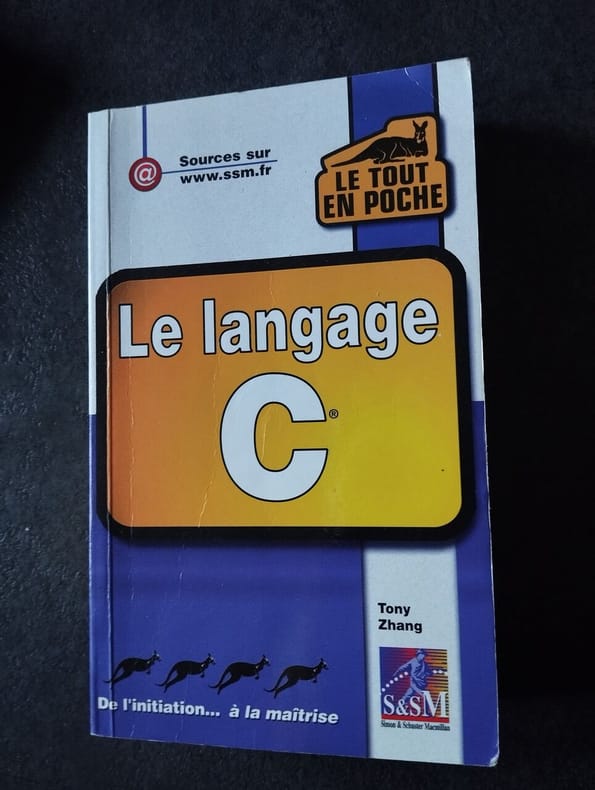 Sources sur
www.ssm.fr
@
LE TOUT
EN POCHE
Le langage
C®
Tony
Zhang
S&SM
Simon & Schuster Macmillan
De l'initiation... à la maîtrise